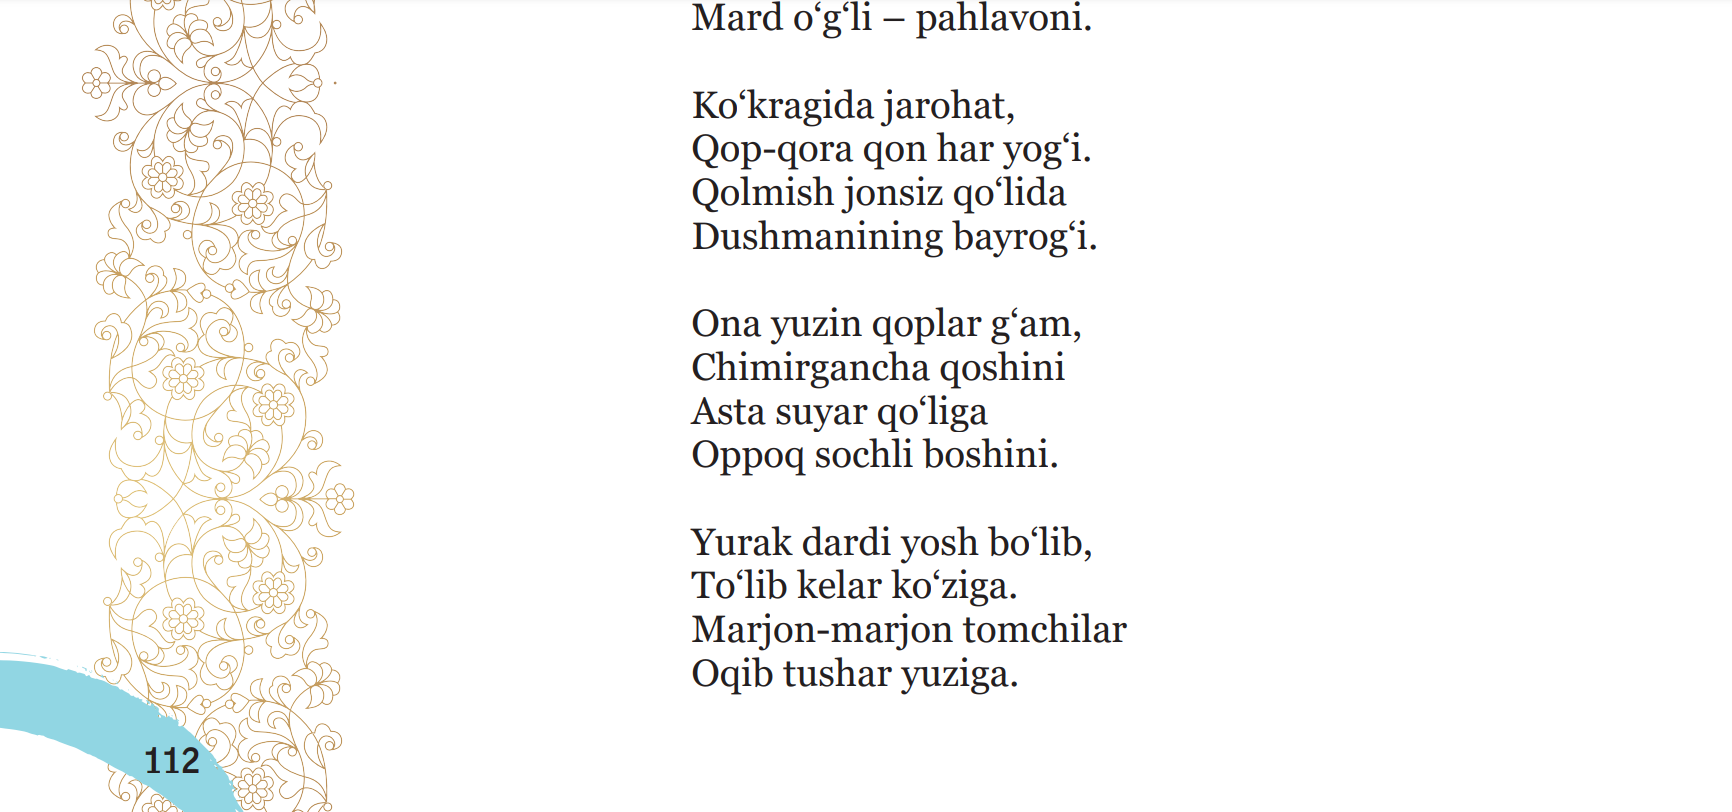 Mard o‘g‘li – pahlavoni.
Ko‘kragida jarohat,
Qop-qora qon har yog‘i.
Qolmish jonsiz qo‘lida
Dushmanining bayrog‘i.
Ona yuzin qoplar g‘am,
Chimirgancha qoshini
Asta suyar qo‘liga
Oppoq sochli boshini.
Yurak dardi yosh bo‘lib,
To‘lib kelar ko‘ziga.
Marjon-marjon tomchilar
Oqib tushar yuziga.
112